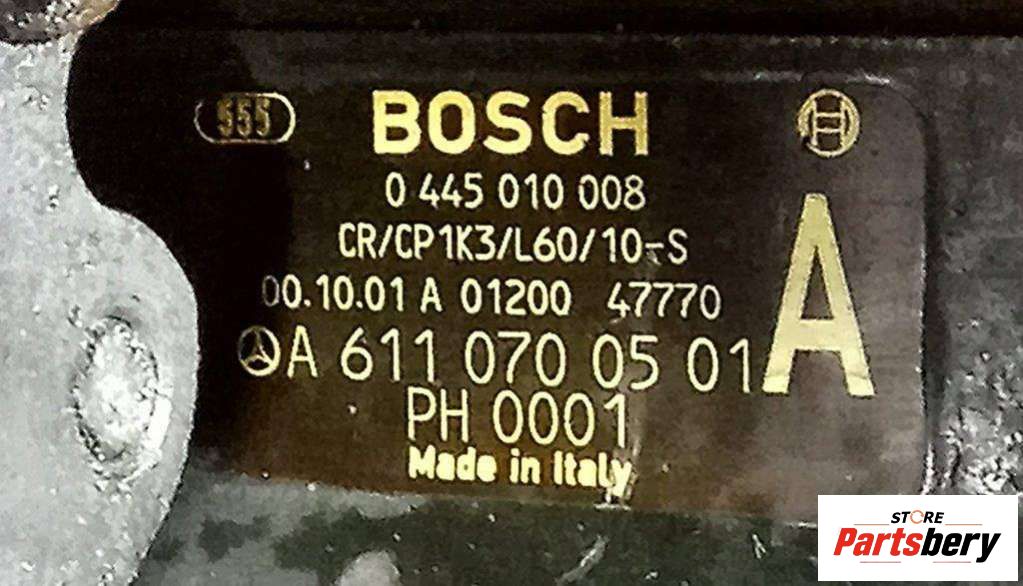 555 BOSCH
0 445 010 008
CR/CP1K3/L60/10-S
00.10.01 A 01200 47770
A 611 070 05 01 A
PH 0001
Made in Italy
STORE
Partsbery